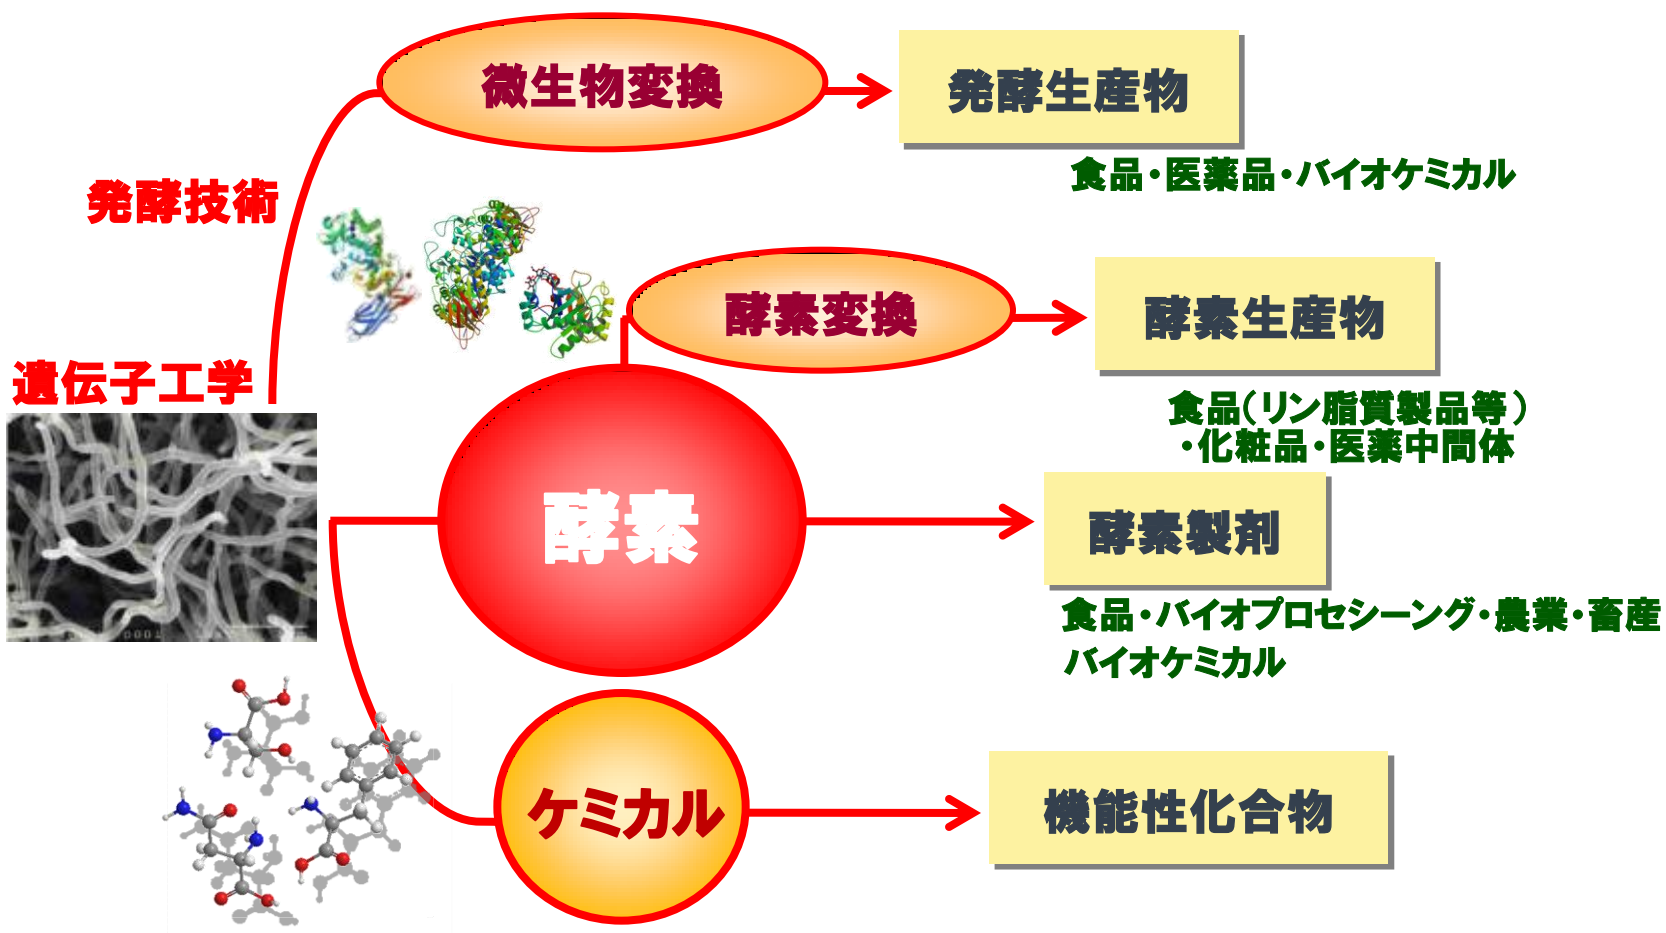 微生物変換
発酵生産物
食品・医薬品・バイオケミカル
発酵技術
酵素変換
酵素生産物
遺伝子工学
食品（リン脂質製品等）
・化粧品・医薬中間体
酵素
酵素製剤
食品・バイオプロセシーング・農業・畜産
バイオケミカル
ケミカル
機能性化合物